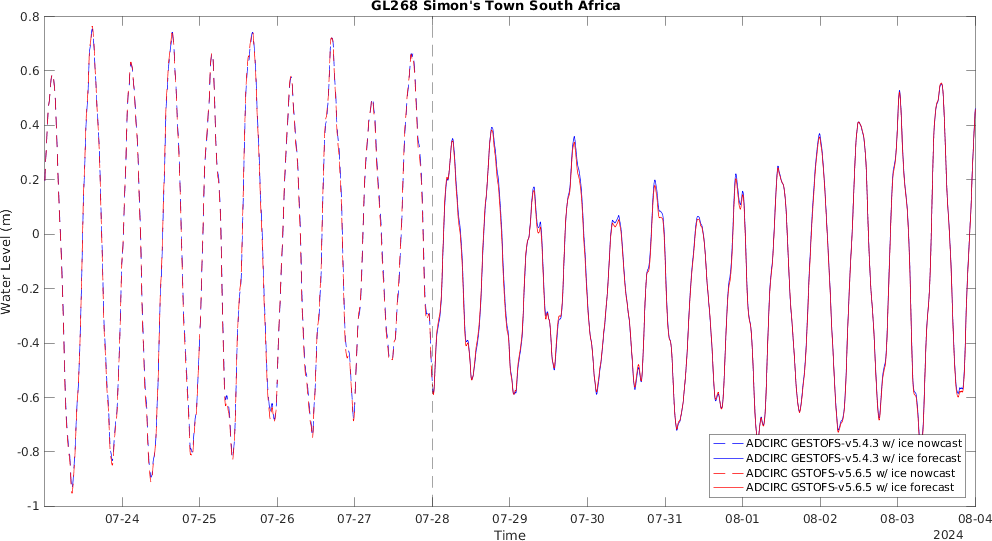 GL268 Simon's Town South Africa
0.8
0.6
0.4
0.2
0
-0.2
-0.4
-0.6
-0.8
-1
Water Level (m)
07-24 07-25 07-26 07-27 07-28 07-29 07-30 07-31 08-01 08-02 08-03 08-04
Time
2024
ADCIRC GESTOFS-v5.4.3 w/ ice nowcast
ADCIRC GESTOFS-v5.4.3 w/ ice forecast
ADCIRC GSTOFS-v5.6.5 w/ ice nowcast
ADCIRC GSTOFS-v5.6.5 w/ ice forecast